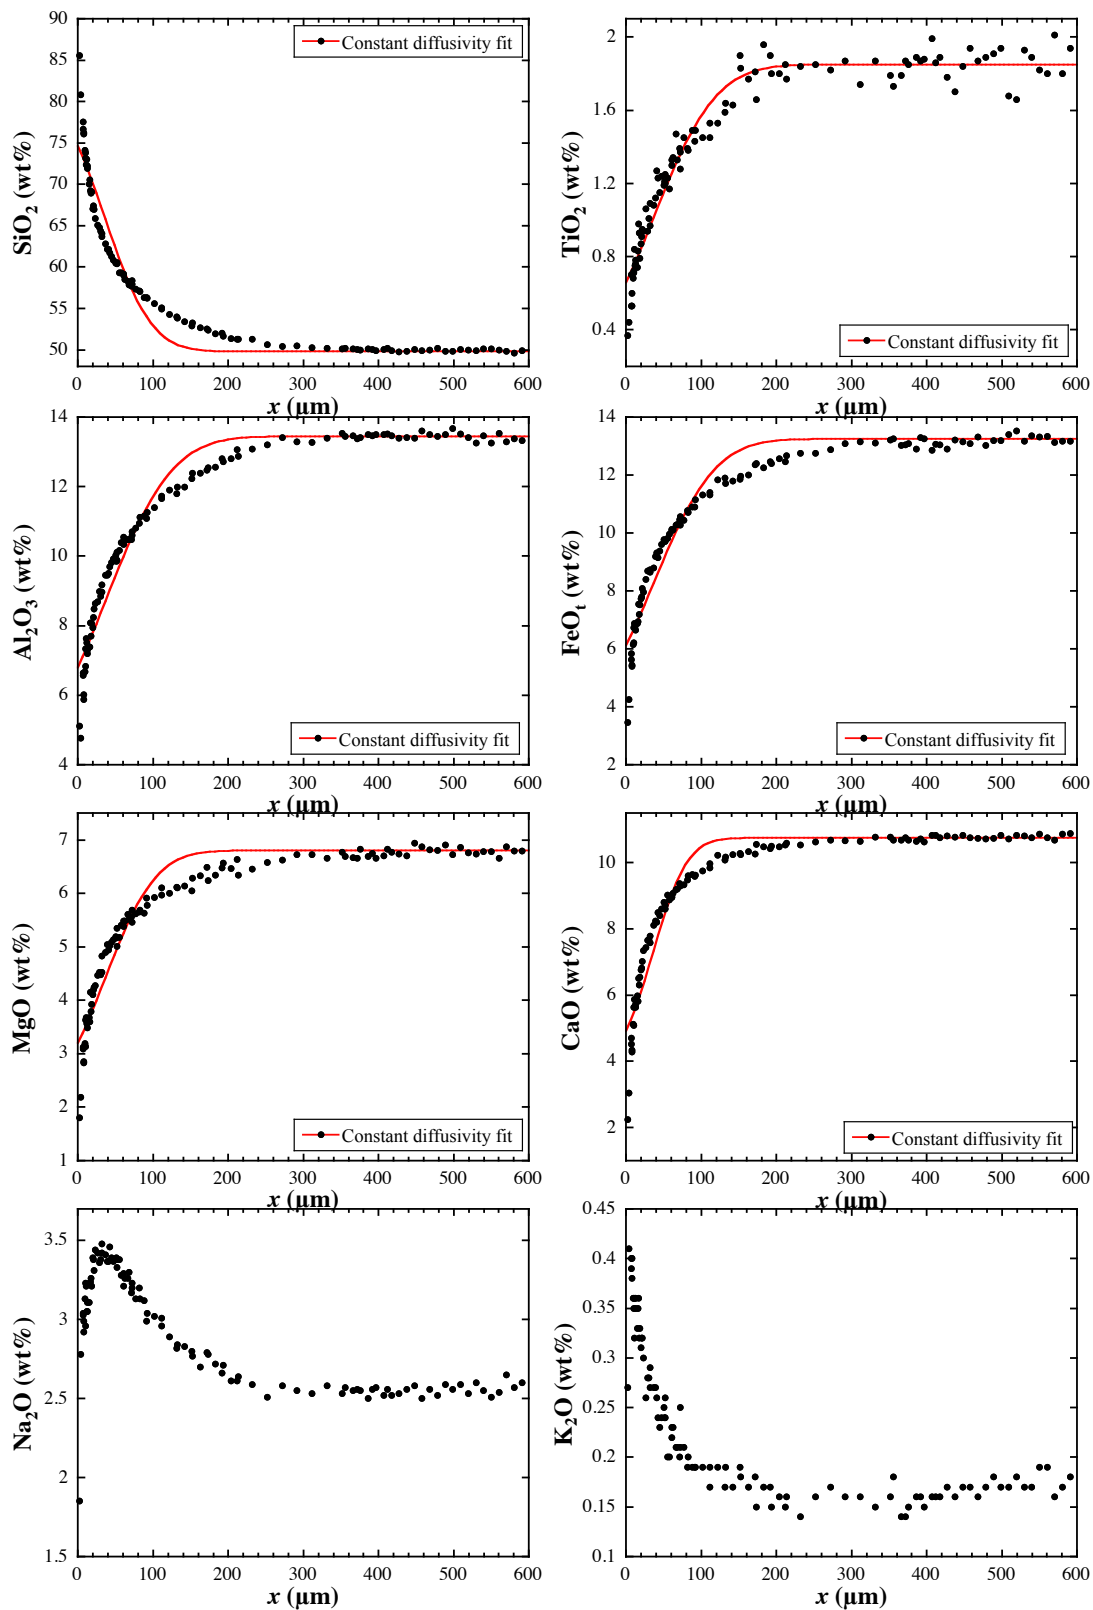 90
85
80
75
70
65
60
55
50
SiO₂ (wt%)
Constant diffusivity fit
0 100 200 300 400 500 600
x (µm)
2
1.6
1.2
0.8
0.4
TiO₂ (wt%)
Constant diffusivity fit
0 100 200 300 400 500 600
x (µm)
14
12
10
8
6
4
Al₂O₃ (wt%)
Constant diffusivity fit
0 100 200 300 400 500 600
x (µm)
14
12
10
8
6
4
2
FeOₜ (wt%)
Constant diffusivity fit
0 100 200 300 400 500 600
x (µm)
7
6
5
4
3
2
1
MgO (wt%)
Constant diffusivity fit
0 100 200 300 400 500 600
x (µm)
10
8
6
4
2
CaO (wt%)
Constant diffusivity fit
0 100 200 300 400 500 600
x (µm)
3.5
3
2.5
2
1.5
Na₂O (wt%)
0 100 200 300 400 500 600
x (µm)
0.45
0.4
0.35
0.3
0.25
0.2
0.15
0.1
K₂O (wt%)
0 100 200 300 400 500 600
x (µm)